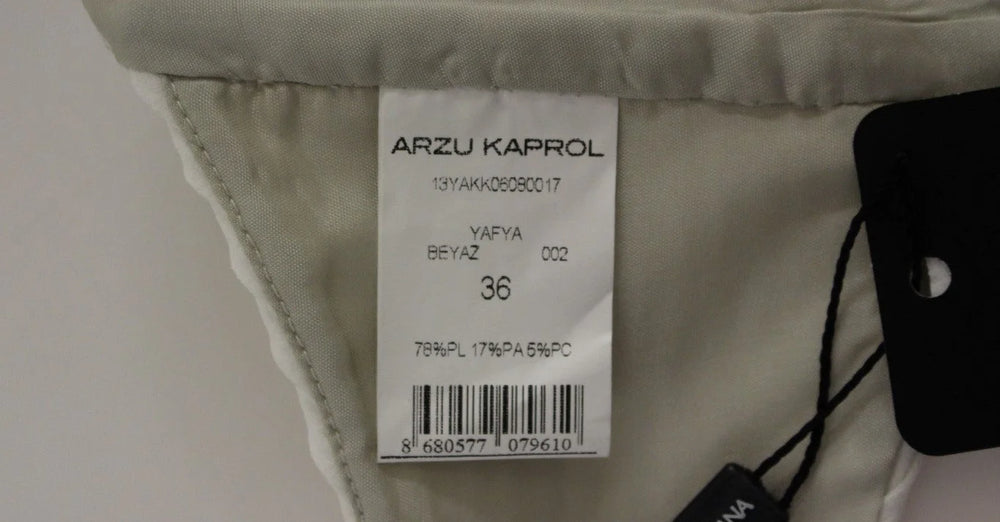 ARZU KAPROL
13YAKK06080017
YAFYA
BEYAZ 002
36
78%PL 17%PA 5%PC
8 680577 079610